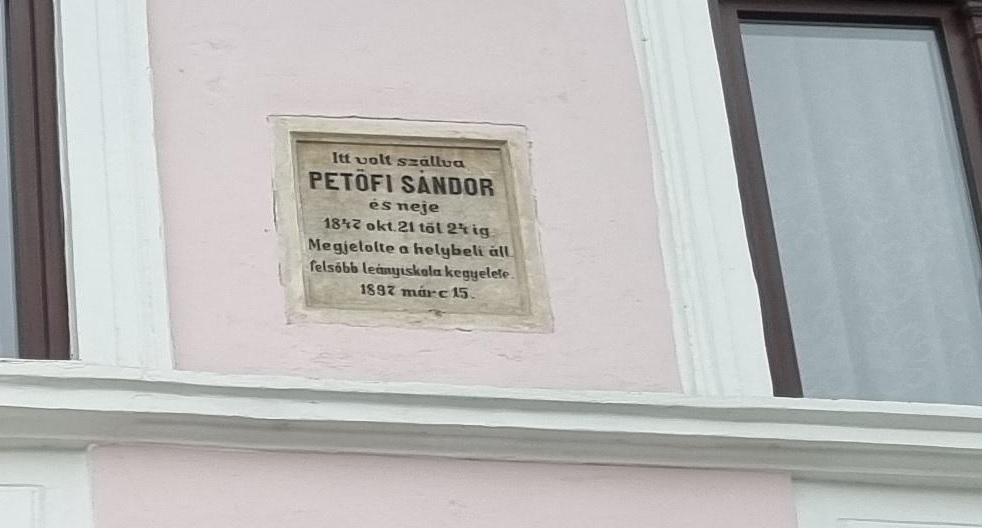 Itt volt szállva
PETŐFI SÁNDOR
és neje
1847 okt. 21 től 24 ig.
Megjelolte a helybeli áll.
felsőbb leányiskola kegyelete.
1897 márc 15.